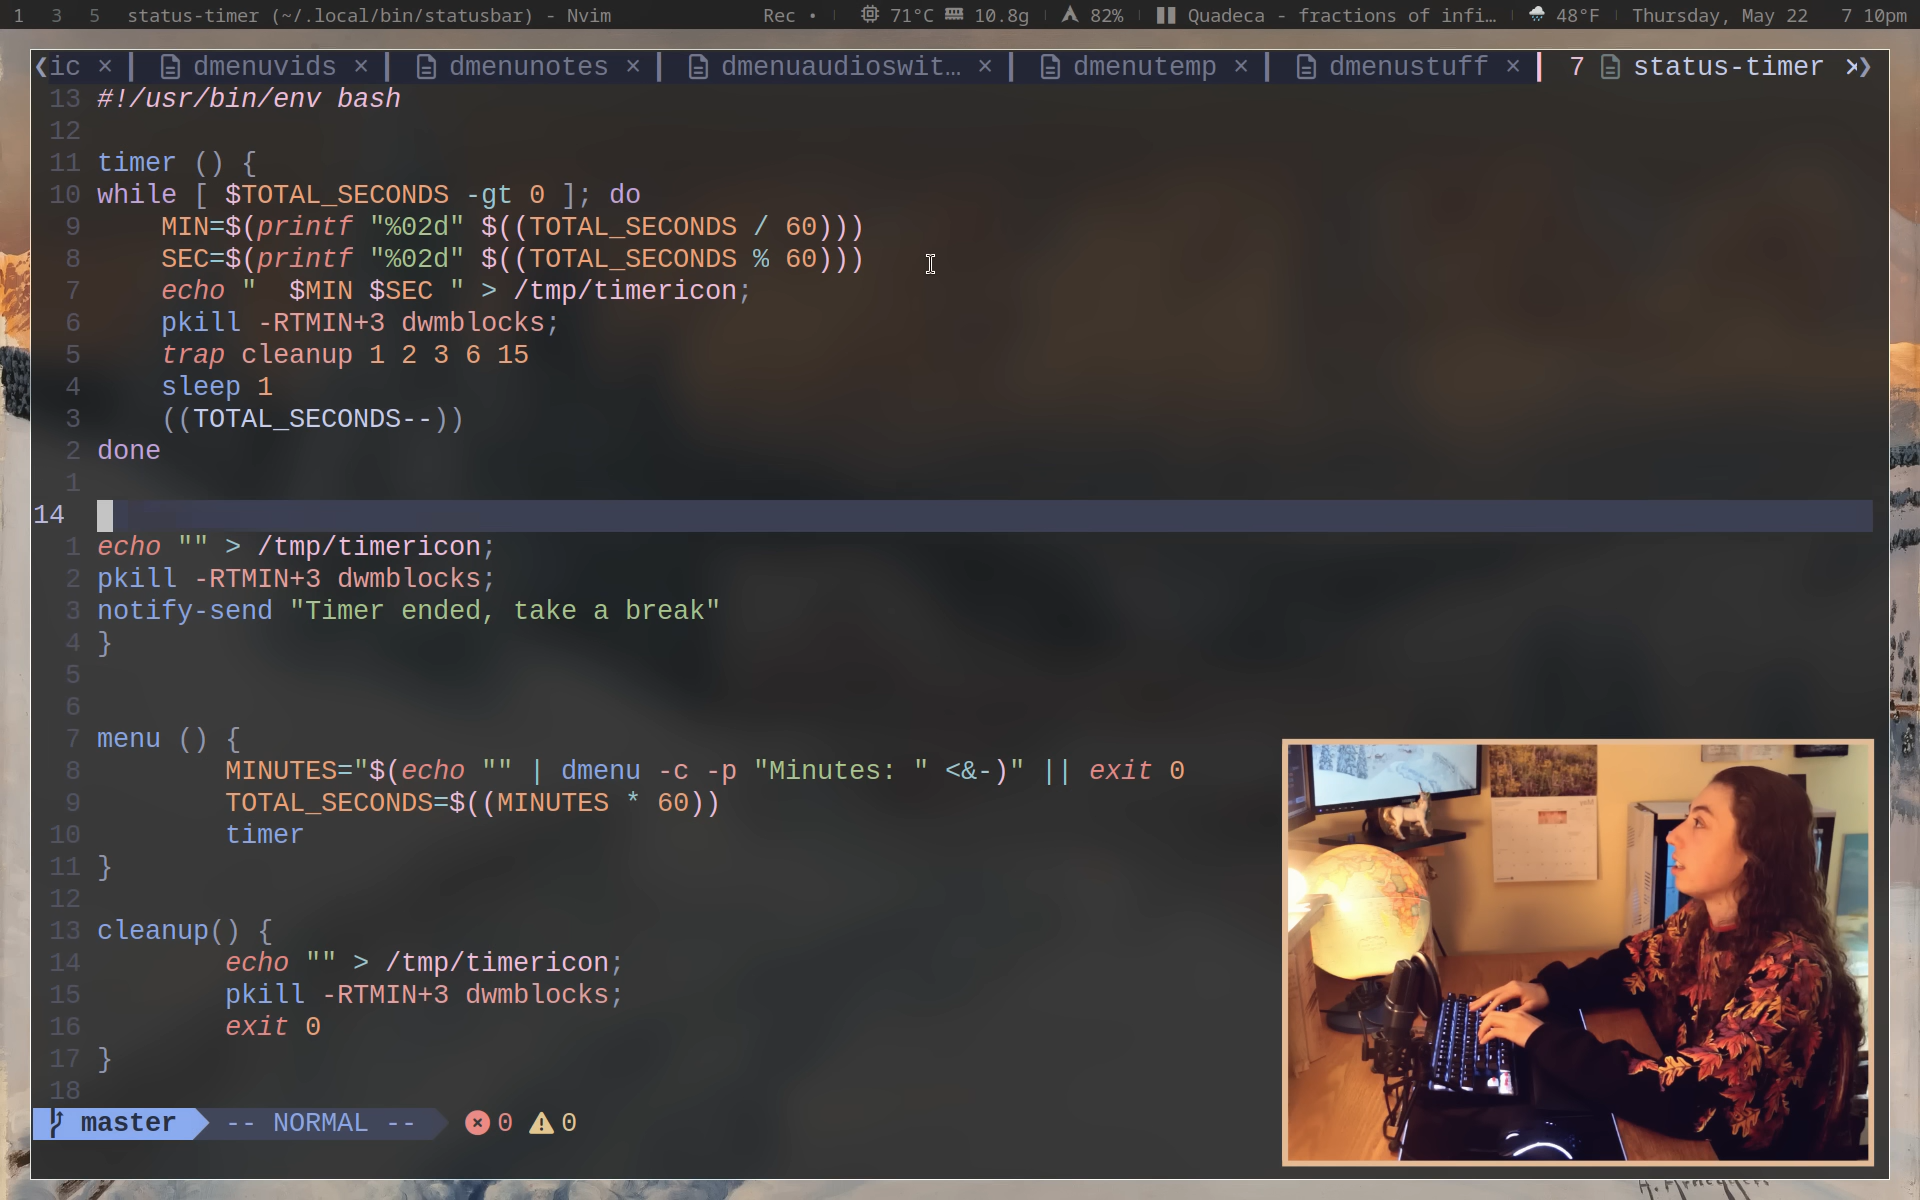 1 3 5 status-timer (~/.local/bin/statusbar) - Nvim Rec • 71°C 10.8g 82% Quadeca - fractions of infi… 48°F Thursday, May 22 7 10pm
ic × dmenuvids × dmenunotes × dmenuaudioswit… × dmenutemp × dmenustuff × 7 status-timer ×
13 #!/usr/bin/env bash
12
11 timer () {
10 while [ $TOTAL_SECONDS -gt 0 ]; do
9 MIN=$(printf "%02d" $((TOTAL_SECONDS / 60)))
8 SEC=$(printf "%02d" $((TOTAL_SECONDS % 60)))
7 echo "  $MIN $SEC " > /tmp/timericon;
6 pkill -RTMIN+3 dwmblocks;
5 trap cleanup 1 2 3 6 15
4 sleep 1
3 ((TOTAL_SECONDS--))
2 done
1
14
1 echo "" > /tmp/timericon;
2 pkill -RTMIN+3 dwmblocks;
3 notify-send "Timer ended, take a break"
4 }
5
6
7 menu () {
8 MINUTES="$(echo "" | dmenu -c -p "Minutes: " <&-)" || exit 0
9 TOTAL_SECONDS=$((MINUTES * 60))
10 timer
11 }
12
13 cleanup() {
14 echo "" > /tmp/timericon;
15 pkill -RTMIN+3 dwmblocks;
16 exit 0
17 }
18
master -- NORMAL -- 0 0